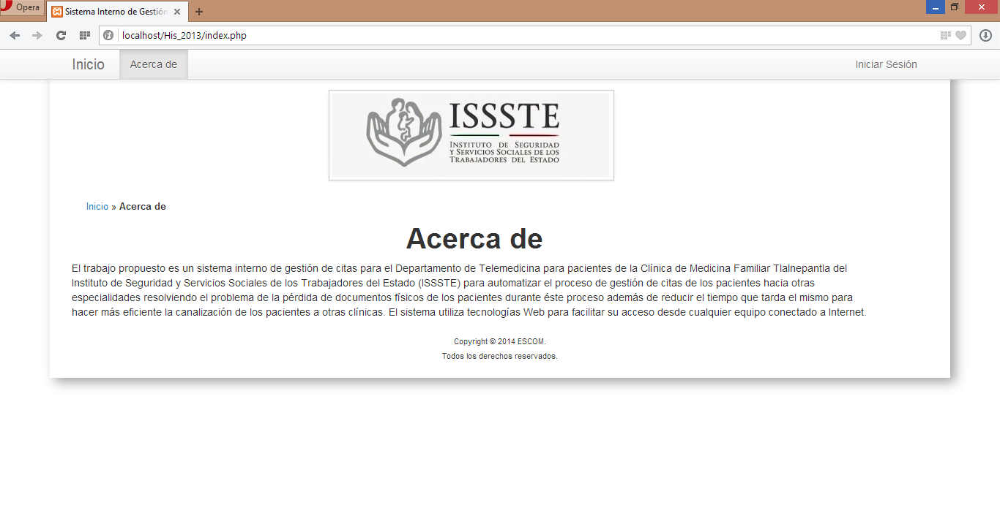 Opera
Sistema Interno de Gestión
localhost/His_2013/index.php
Inicio
Acerca de
Iniciar Sesión
ISSSTE
INSTITUTO DE SEGURIDAD
Y SERVICIOS SOCIALES DE LOS
TRABAJADORES DEL ESTADO
Inicio » Acerca de
Acerca de
El trabajo propuesto es un sistema interno de gestión de citas para el Departamento de Telemedicina para pacientes de la Clínica de Medicina Familiar Tlalnepantla del
Instituto de Seguridad y Servicios Sociales de los Trabajadores del Estado (ISSSTE) para automatizar el proceso de gestión de citas de los pacientes hacia otras
especialidades resolviendo el problema de la pérdida de documentos físicos de los pacientes durante éste proceso además de reducir el tiempo que tarda el mismo para
hacer más eficiente la canalización de los pacientes a otras clínicas. El sistema utiliza tecnologías Web para facilitar su acceso desde cualquier equipo conectado a Internet.
Copyright © 2014 ESCOM.
Todos los derechos reservados.